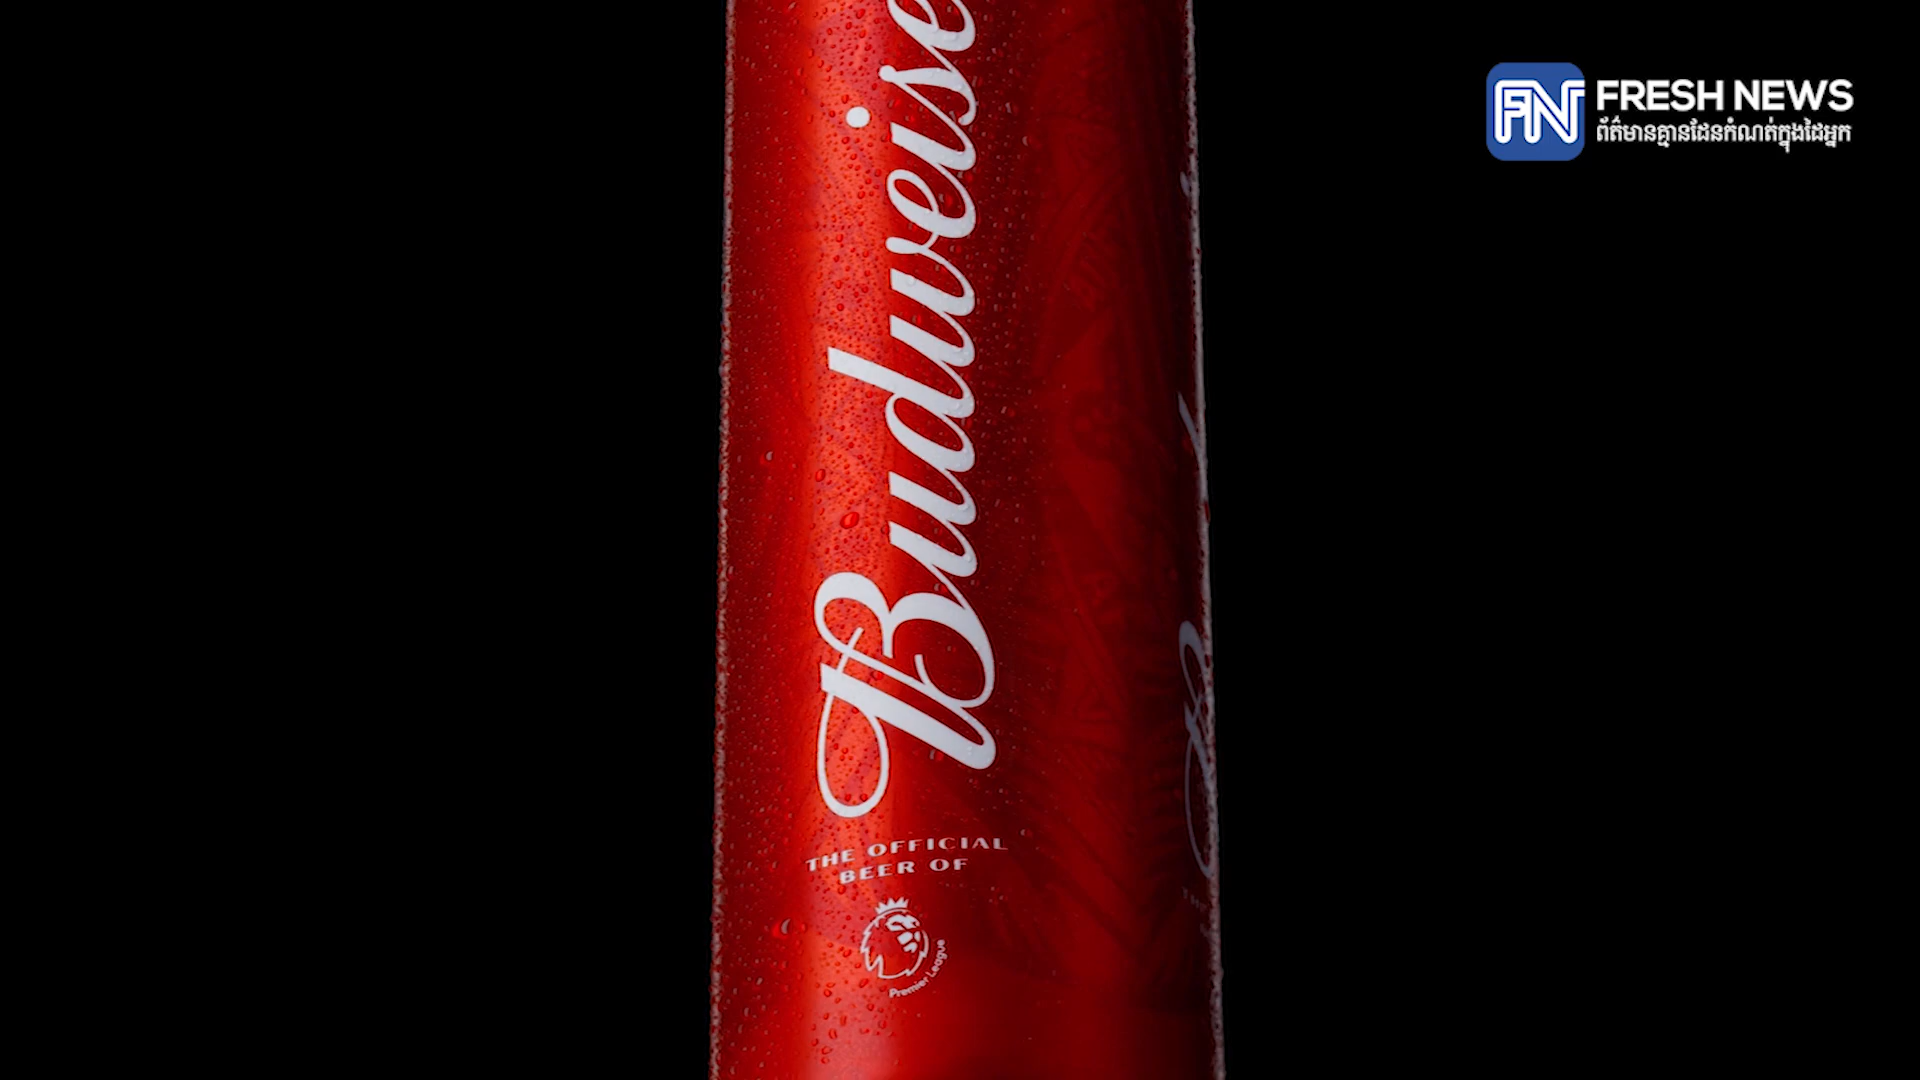 Budweise
THE OFFICIAL
BEER OF
Premier League
FN FRESH NEWS
ព័ត៌មានគ្មានដែនកំណត់ក្នុងដៃអ្នក